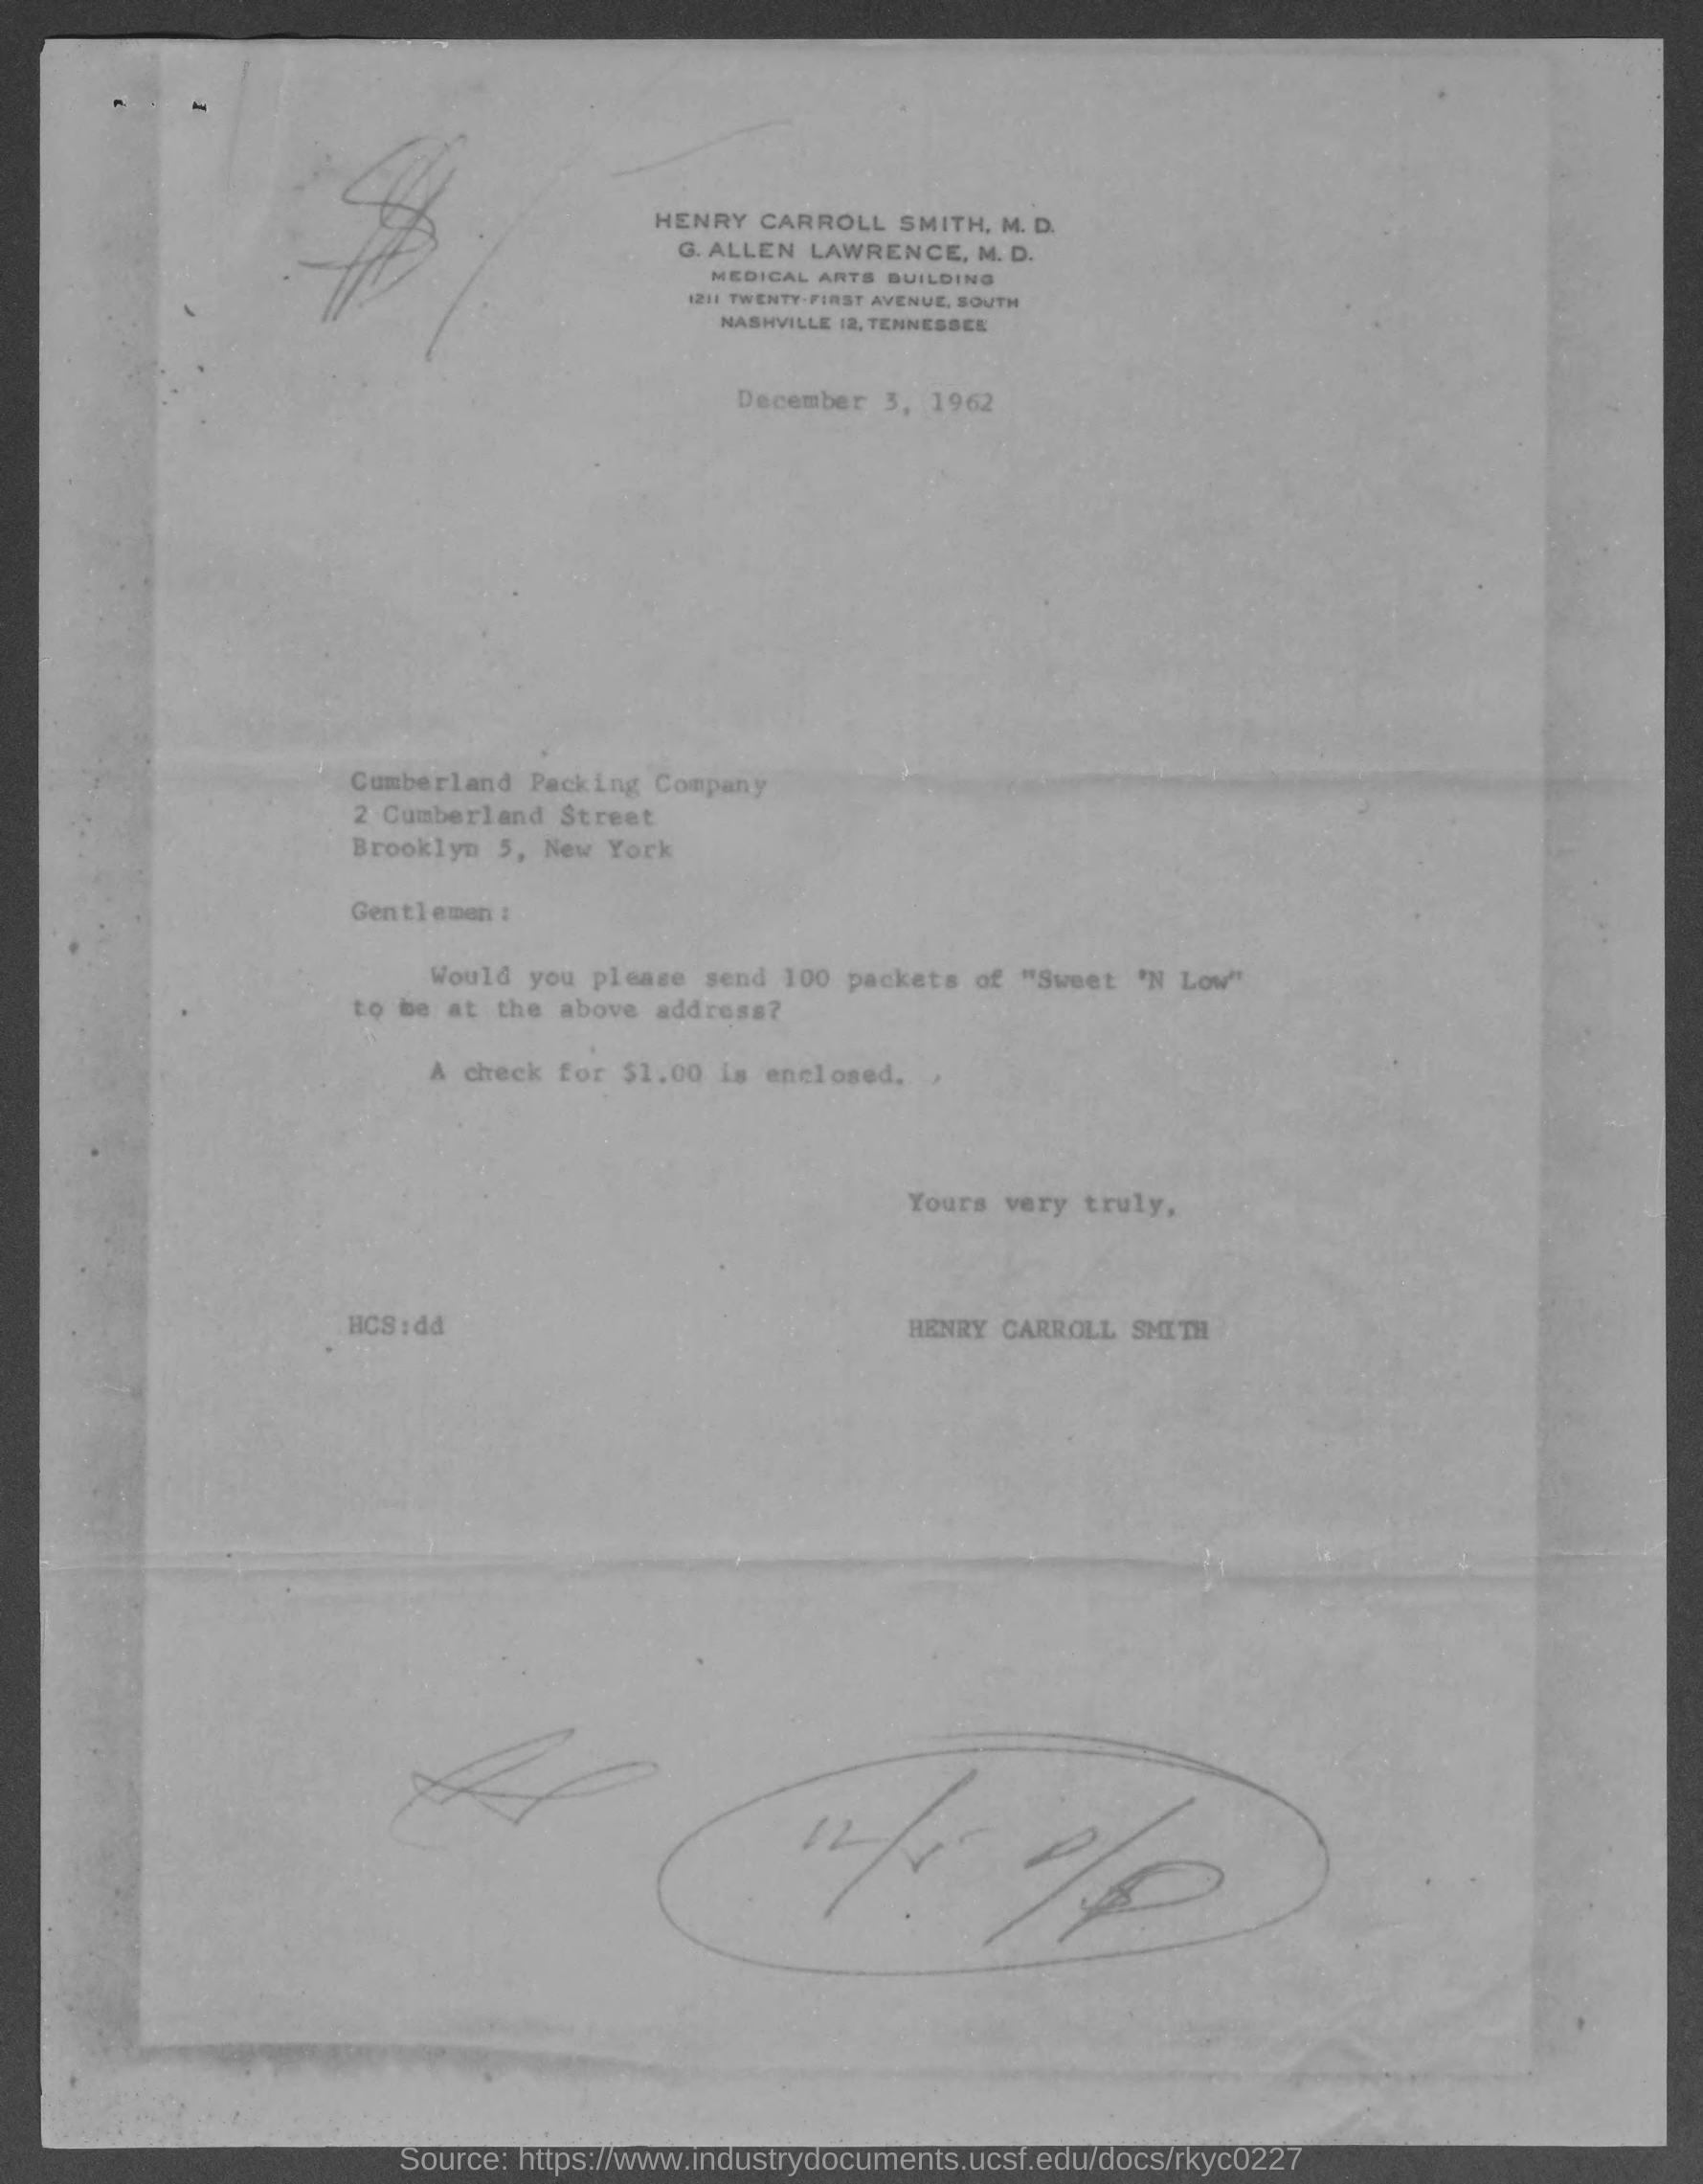 HENRY CARROLL SMITH, M. D.
G. ALLEN LAWRENCE, M. D.
MEDICAL ARTS BUILDING
1211 TWENTY-FIRST AVENUE, SOUTH
NASHVILLE 12, TENNESSEE
December 3, 1962
Cumberland Packing Company
2 Cumberland Street
Brooklyn 5, New York
Gentlemen:
Would you please send 100 packets of "Sweet 'N Low"
to be at the above address?
A check for $1.00 is enclosed.
Yours very truly,
HCS:dd HENRY CARROLL SMITH
12/5
Source: https://www.industrydocuments.ucsf.edu/docs/rkyc0227